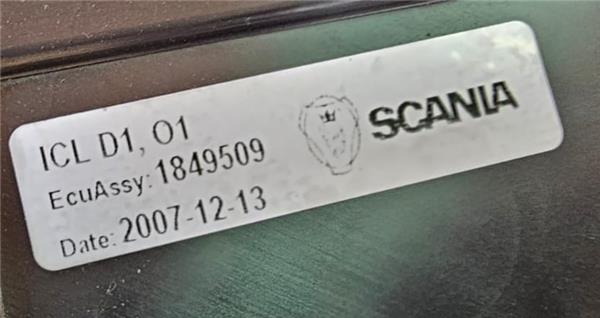 ICL D1, O1
EcuAssy: 1849509
Date: 2007-12-13
SCANIA